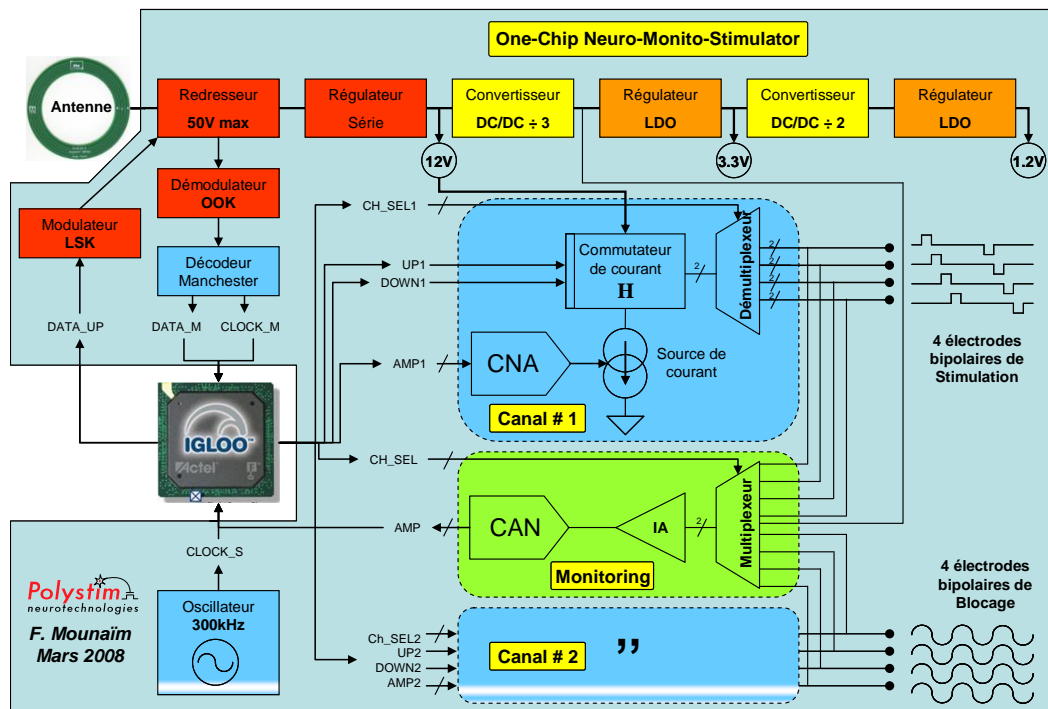 One-Chip Neuro-Monito-Stimulator
Antenne
Redresseur
50V max
Régulateur
Série
Convertisseur
DC/DC ÷ 3
Régulateur
LDO
Convertisseur
DC/DC ÷ 2
Régulateur
LDO
12V
3.3V
1.2V
Démodulateur
OOK
Modulateur
LSK
Décodeur
Manchester
DATA_UP
DATA_M
CLOCK_M
CH_SEL1
UP1
DOWN1
AMP1
Commutateur
de courant
H
2
Démultiplexeur
2
2
2
2
CNA
Source de
courant
Canal # 1
4 électrodes
bipolaires de
Stimulation
IGLOO
Actel
CH_SEL
AMP
CAN
IA
2
Multiplexeur
Monitoring
CLOCK_S
Oscillateur
300kHz
Polystim
neurotechnologies
F. Mounaïm
Mars 2008
Ch_SEL2
UP2
DOWN2
AMP2
Canal # 2
”
4 électrodes
bipolaires de
Blocage